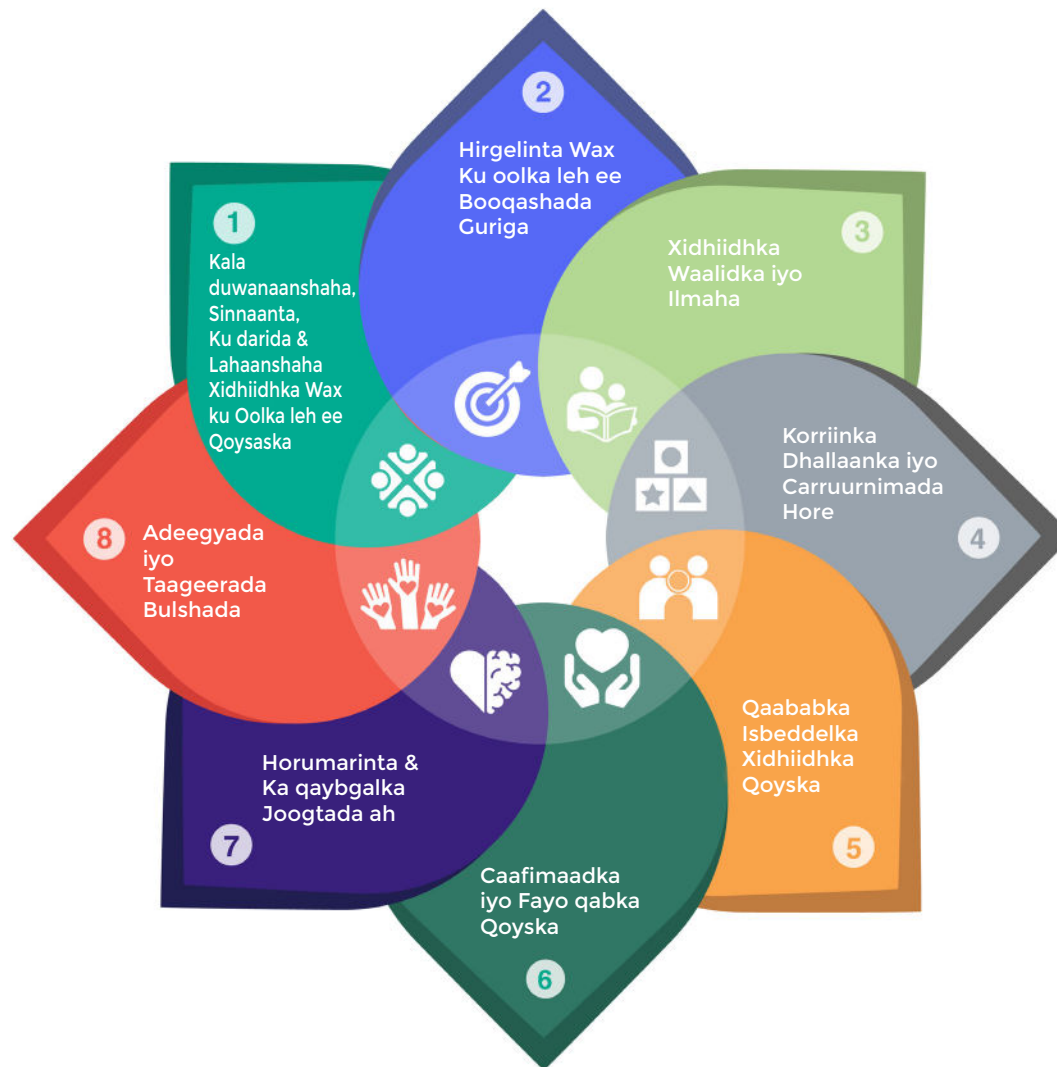 1
Kala
duwanaanshaha,
Sinnaanta,
Ku darida &
Lahaanshaha
Xidhiidhka Wax
ku Oolka leh ee
Qoysaska
2
Hirgelinta Wax
Ku oolka leh ee
Booqashada
Guriga
3
Xidhiidhka
Waalidka iyo
Ilmaha
Korriinka
Dhallaanka iyo
Carruurnimada
Hore
4
Qaababka
Isbeddelka
Xidhiidhka
Qoyska
5
Caafimaadka
iyo Fayo qabka
Qoyska
6
Horumarinta &
Ka qaybgalka
Joogtada ah
7
8
Adeegyada
iyo
Taageerada
Bulshada